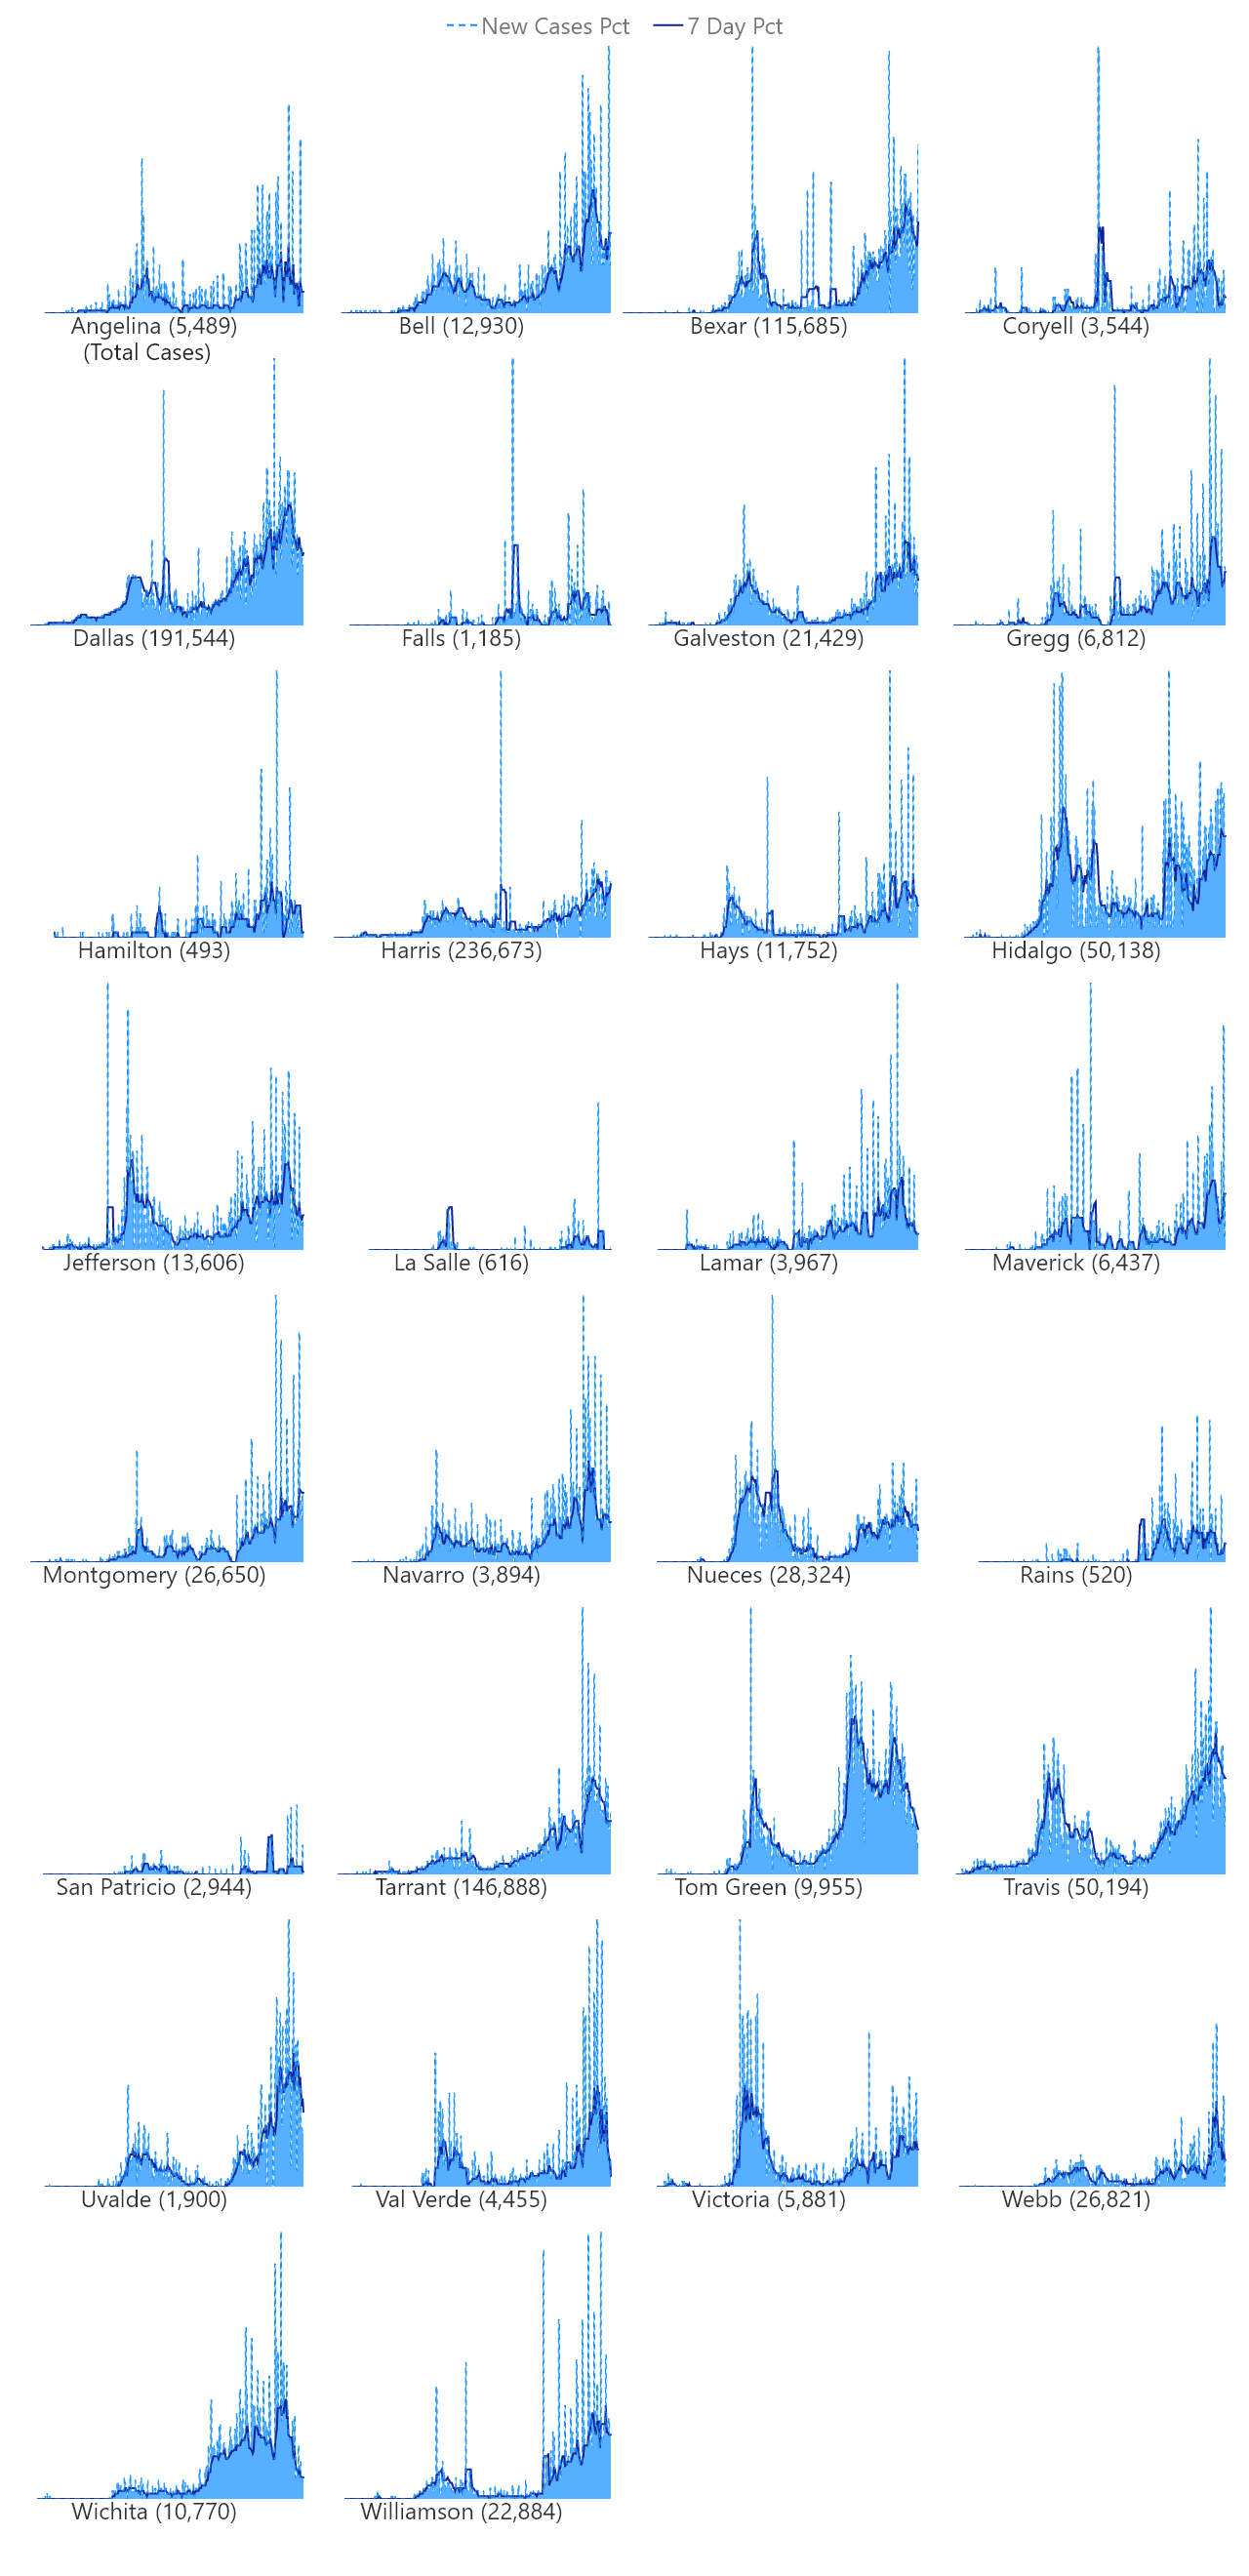 New Cases Pct 7 Day Pct
Angelina (5,489) Bell (12,930) Bexar (115,685) Coryell (3,544)
(Total Cases)
Dallas (191,544) Falls (1,185) Galveston (21,429) Gregg (6,812)
Hamilton (493) Harris (236,673) Hays (11,752) Hidalgo (50,138)
Jefferson (13,606) La Salle (616) Lamar (3,967) Maverick (6,437)
Montgomery (26,650) Navarro (3,894) Nueces (28,324) Rains (520)
San Patricio (2,944) Tarrant (146,888) Tom Green (9,955) Travis (50,194)
Uvalde (1,900) Val Verde (4,455) Victoria (5,881) Webb (26,821)
Wichita (10,770) Williamson (22,884)